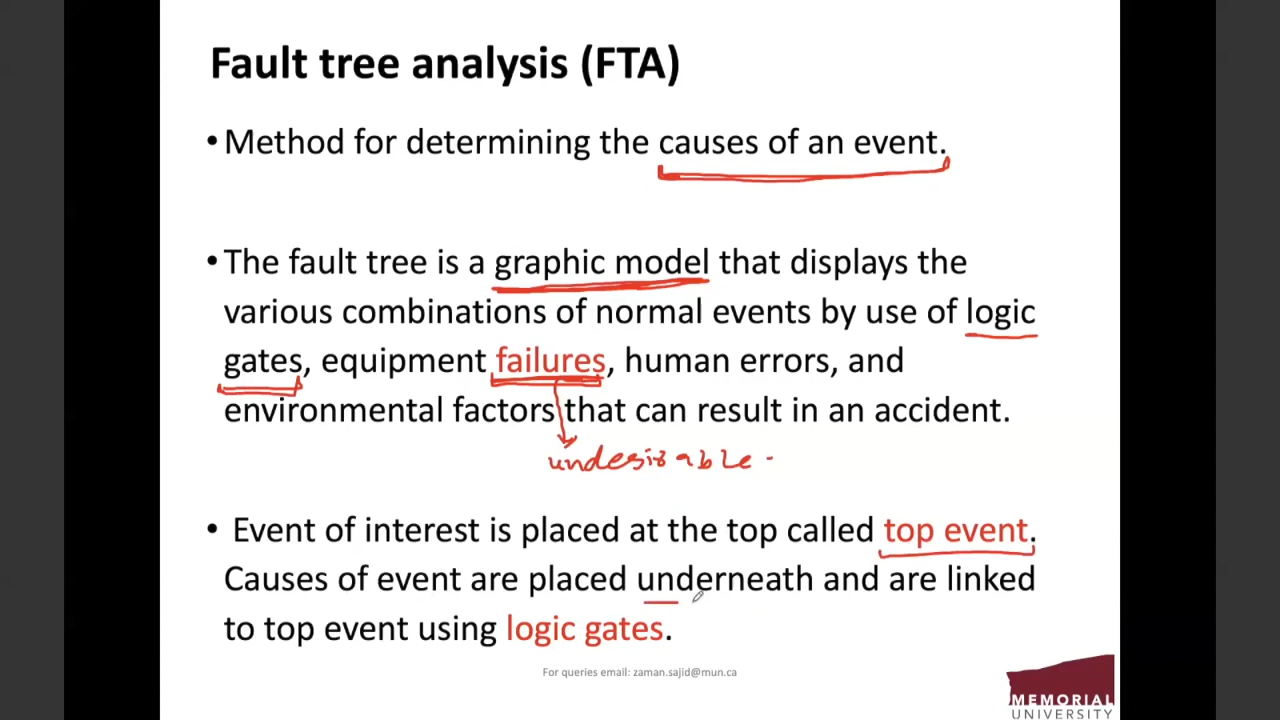 Fault tree analysis (FTA)
• Method for determining the causes of an event.
• The fault tree is a graphic model that displays the
various combinations of normal events by use of logic
gates, equipment failures, human errors, and
environmental factors that can result in an accident.
undesirable
• Event of interest is placed at the top called top event.
Causes of event are placed underneath and are linked
to top event using logic gates.
For queries email: zaman.sajid@mun.ca
MEMORIAL
UNIVERSITY